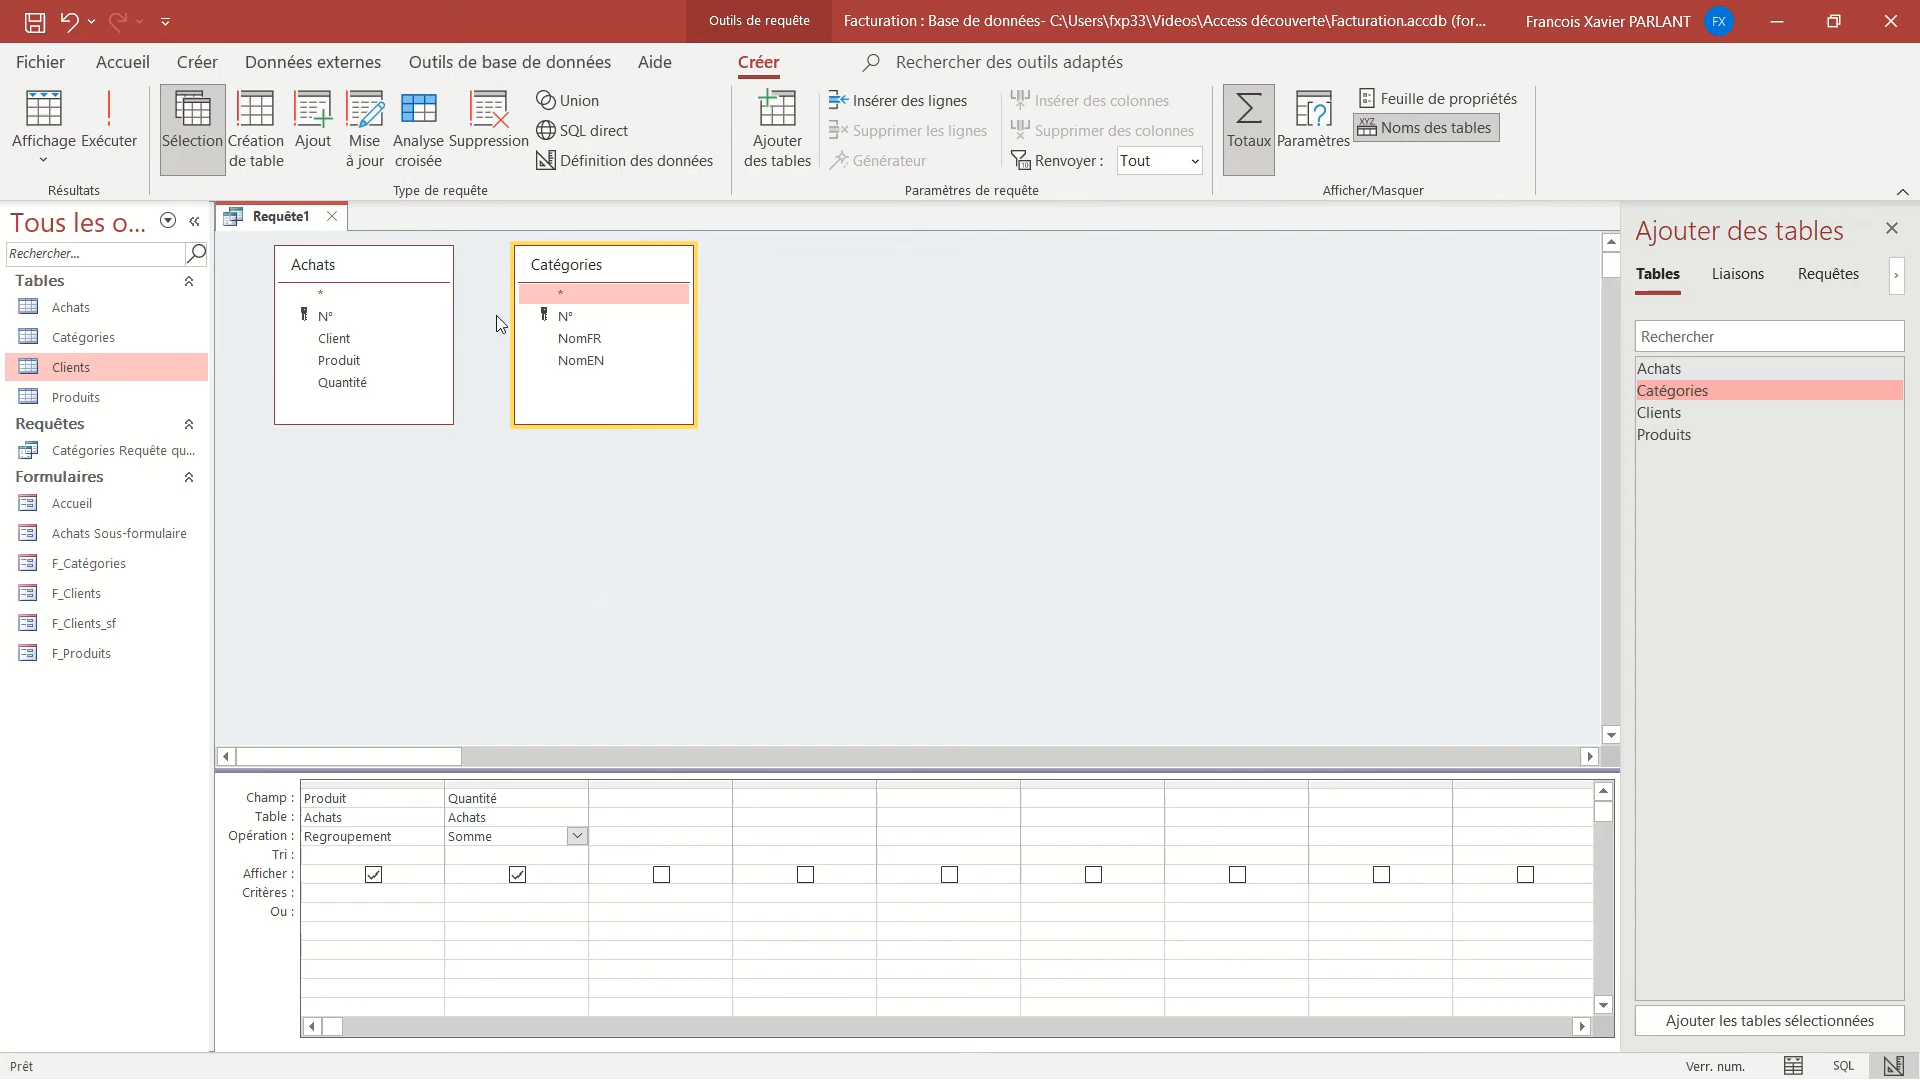 Outils de requête
Facturation : Base de données- C:\Users\fxp33\Videos\Access découverte\Facturation.accdb (for...
Francois Xavier PARLANT
FX
Fichier
Accueil
Créer
Données externes
Outils de base de données
Aide
Créer
Rechercher des outils adaptés
Affichage
Exécuter
Résultats
Sélection
Création
de table
Ajout
Mise
à jour
Analyse
croisée
Suppression
Union
SQL direct
Définition des données
Type de requête
Ajouter
des tables
Insérer des lignes
Supprimer les lignes
Générateur
Insérer des colonnes
Supprimer des colonnes
Renvoyer :
Tout
Paramètres de requête
Totaux
Paramètres
Feuille de propriétés
XYZ
Noms des tables
Afficher/Masquer
Tous les o...
Rechercher...
Tables
Achats
Catégories
Clients
Produits
Requêtes
Catégories Requête qu...
Formulaires
Accueil
Achats Sous-formulaire
F_Catégories
F_Clients
F_Clients_sf
F_Produits
Requête1
Achats
*
N°
Client
Produit
Quantité
Catégories
*
N°
NomFR
NomEN
Champ : Produit Quantité
Table : Achats Achats
Opération : Regroupement Somme
Tri :
Afficher :
Critères :
Ou :
Ajouter des tables
Tables
Liaisons
Requêtes
Rechercher
Achats
Catégories
Clients
Produits
Ajouter les tables sélectionnées
Prêt
Verr. num.
SQL